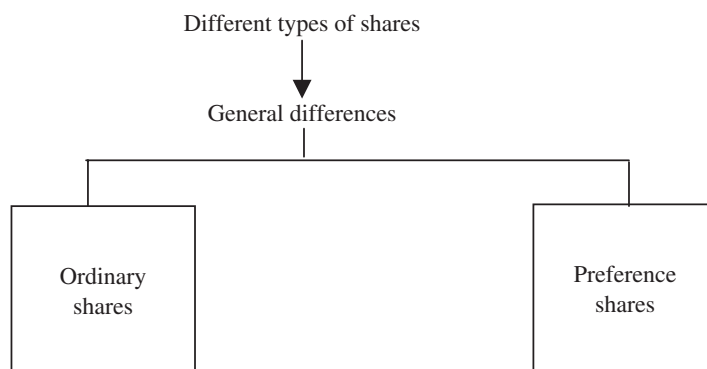 Different types of shares
General differences
Ordinary
shares
Preference
shares